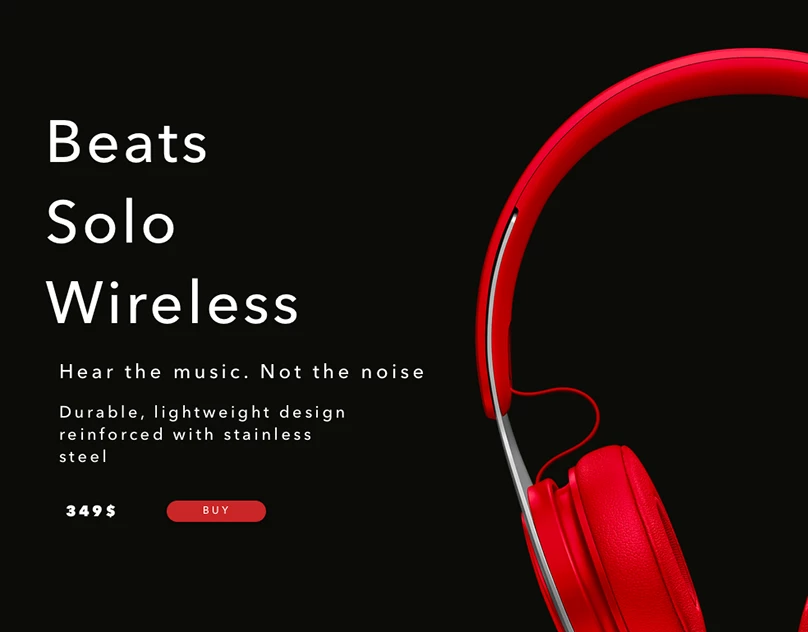 Beats
Solo
Wireless
Hear the music. Not the noise
Durable, lightweight design
reinforced with stainless
steel
349$ BUY